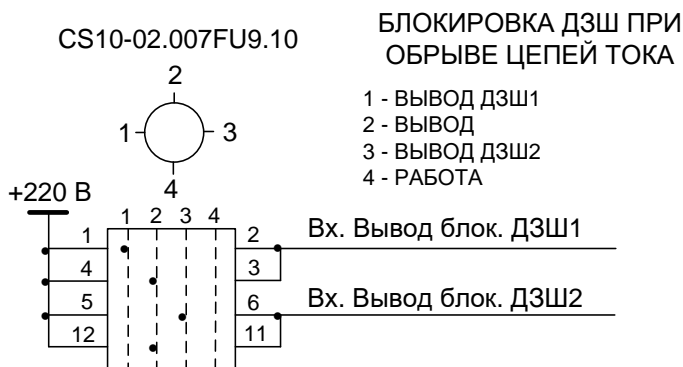 CS10-02.007FU9.10
БЛОКИРОВКА ДЗШ ПРИ
ОБРЫВЕ ЦЕПЕЙ ТОКА
1 - ВЫВОД ДЗШ1
2 - ВЫВОД
3 - ВЫВОД ДЗШ2
4 - РАБОТА
2
1 3
4
+220 В
1 2 3 4
1 2 Вх. Вывод блок. ДЗШ1
4 3
5 6 Вх. Вывод блок. ДЗШ2
12 11